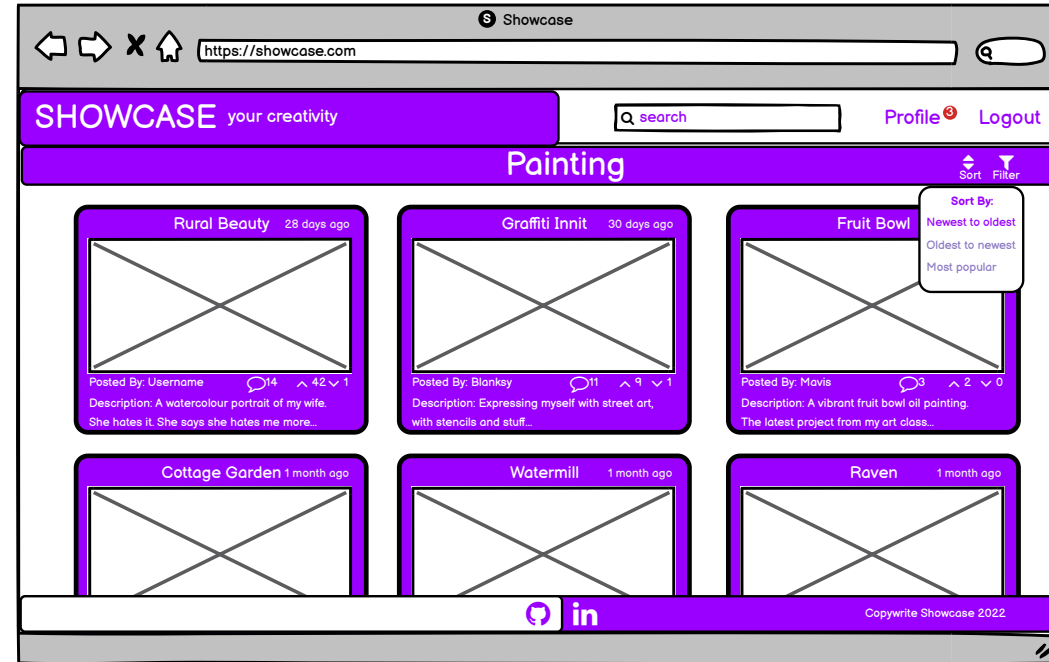 S Showcase
https://showcase.com
SHOWCASE your creativity
search
Profile 3 Logout
Painting
Sort Filter
Sort By:
Newest to oldest
Oldest to newest
Most popular
Rural Beauty 28 days ago
Posted By: Username 14 42 1
Description: A watercolour portrait of my wife.
She hates it. She says she hates me more...
Graffiti Innit 30 days ago
Posted By: Blanksy 11 9 1
Description: Expressing myself with street art,
with stencils and stuff...
Fruit Bowl
Posted By: Mavis 3 2 0
Description: A vibrant fruit bowl oil painting.
The latest project from my art class...
Cottage Garden 1 month ago
Watermill 1 month ago
Raven 1 month ago
in
Copywrite Showcase 2022